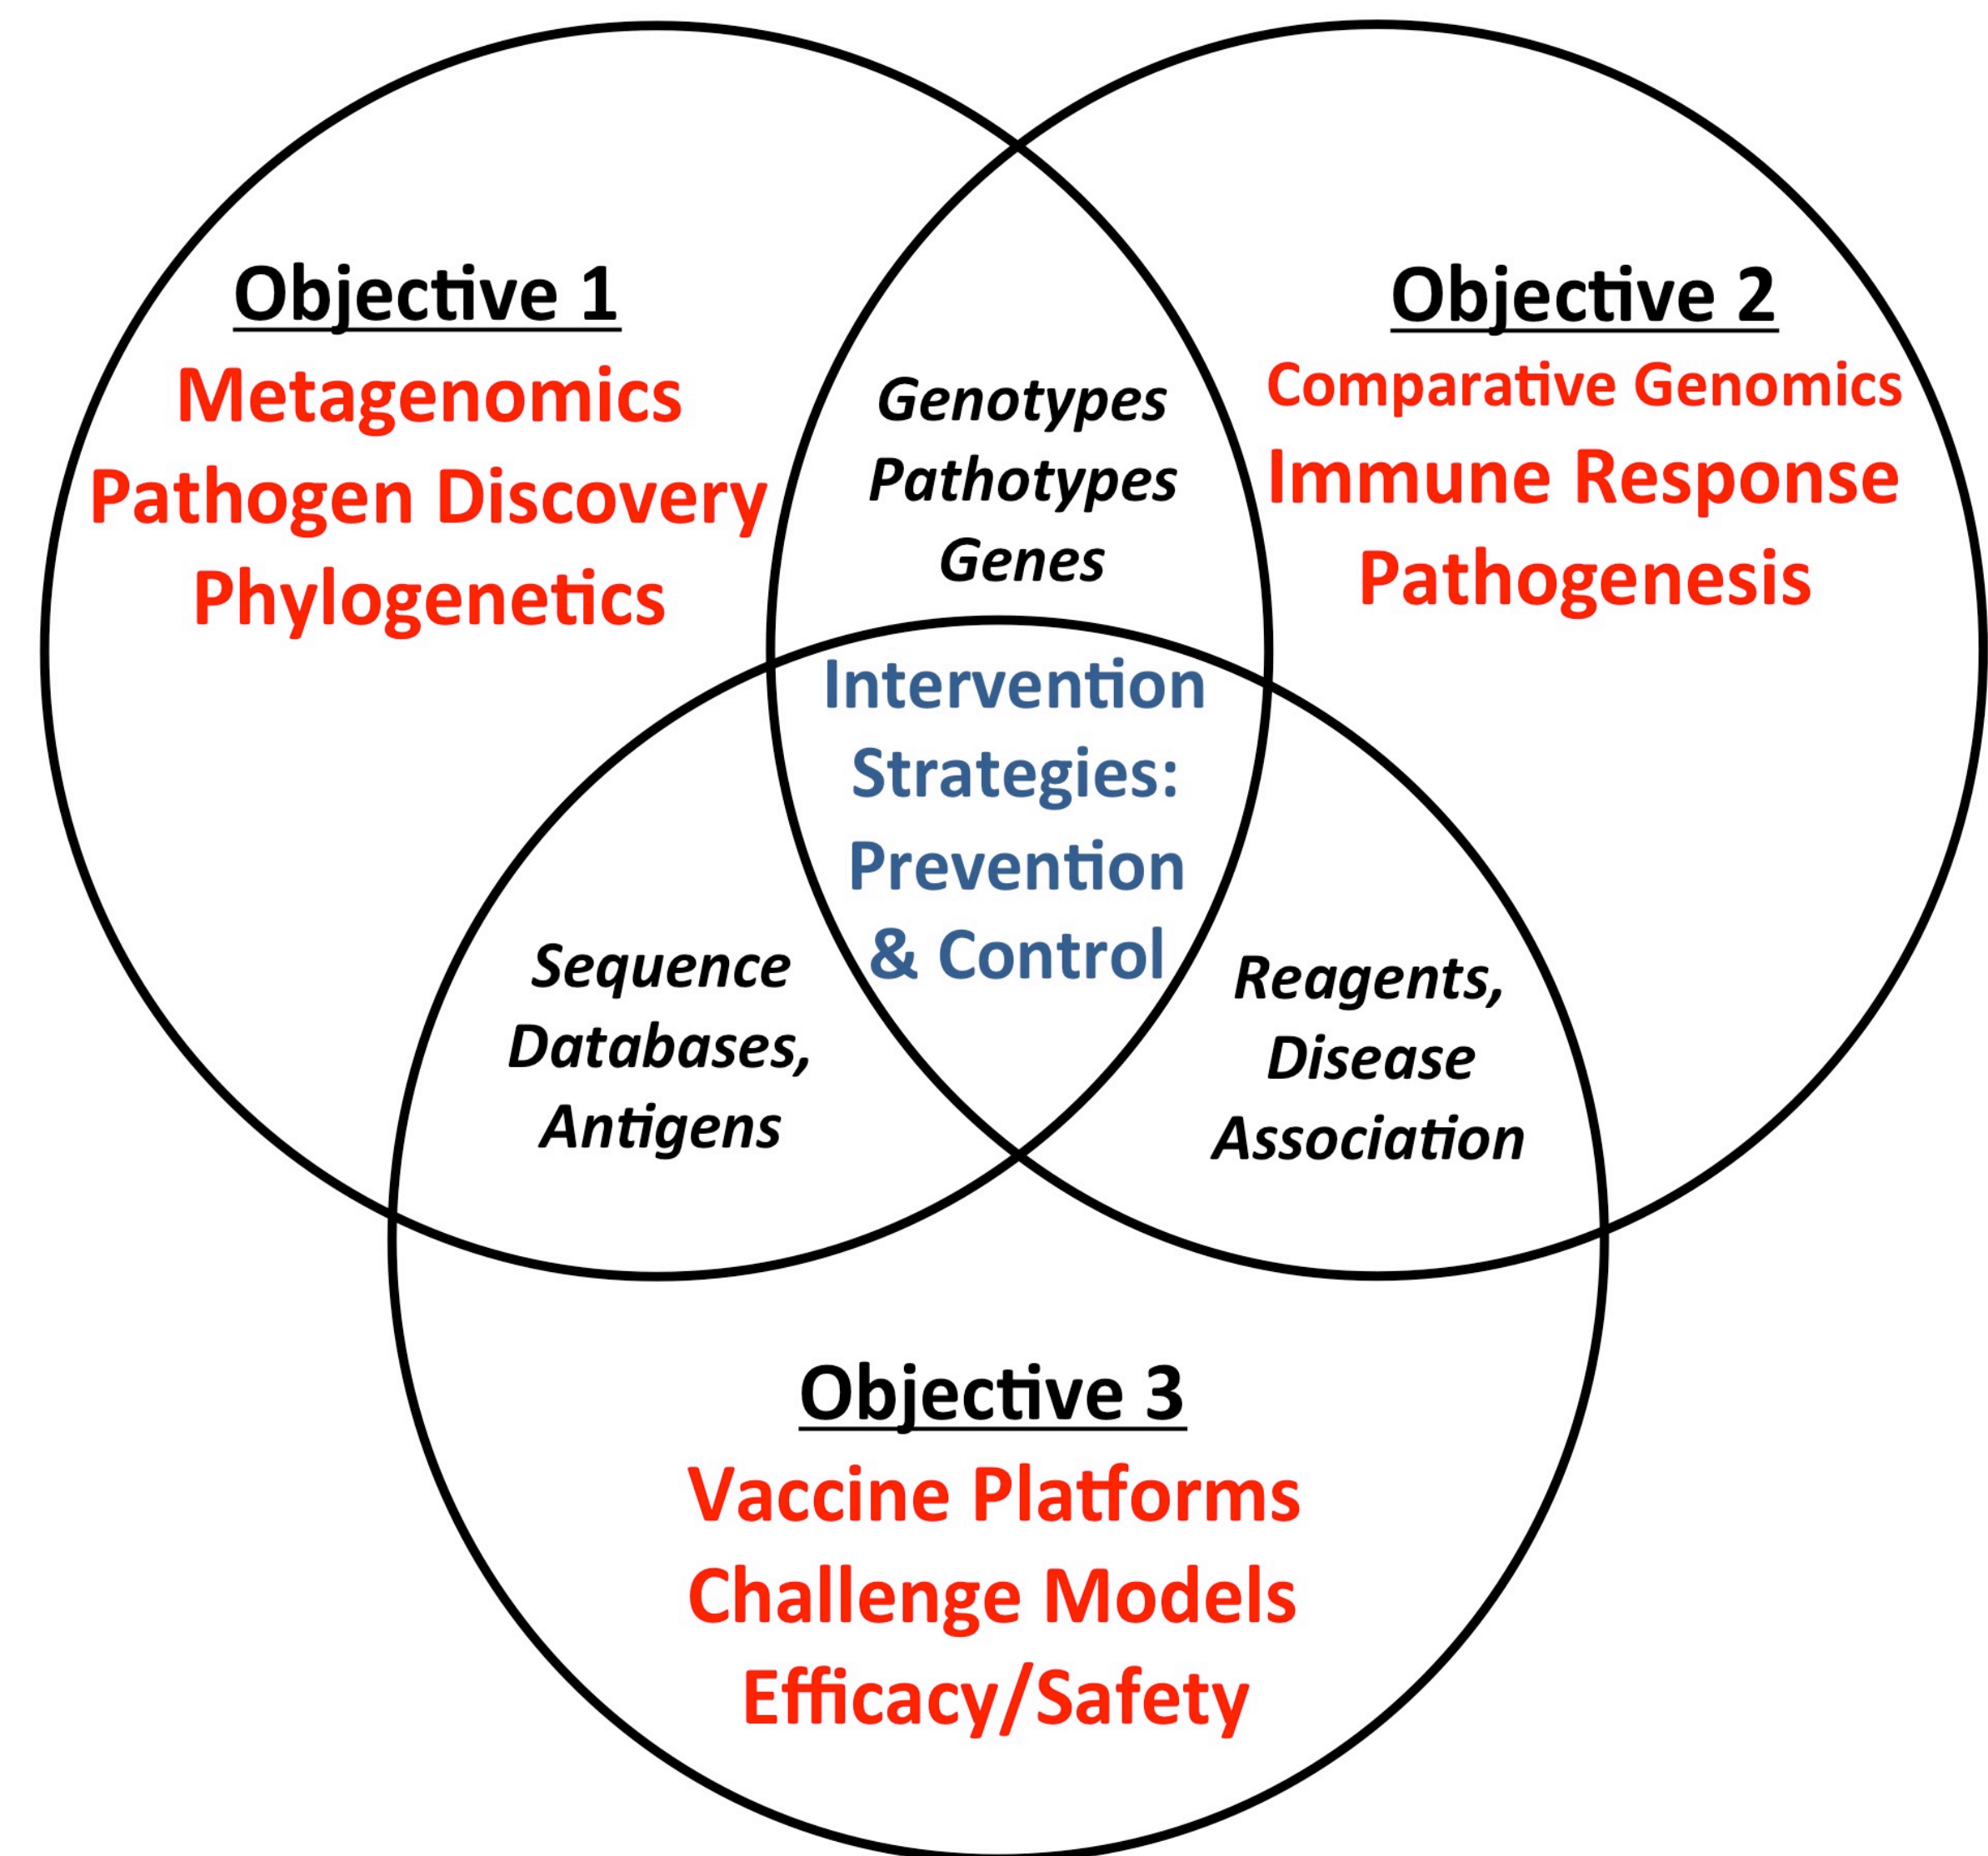 Objective 1
Metagenomics
Pathogen Discovery
Phylogenetics
Genotypes
Pathotypes
Genes
Objective 2
Comparative Genomics
Immune Response
Pathogenesis
Intervention
Strategies:
Prevention
& Control
Sequence
Databases,
Antigens
Reagents,
Disease
Association
Objective 3
Vaccine Platforms
Challenge Models
Efficacy/Safety